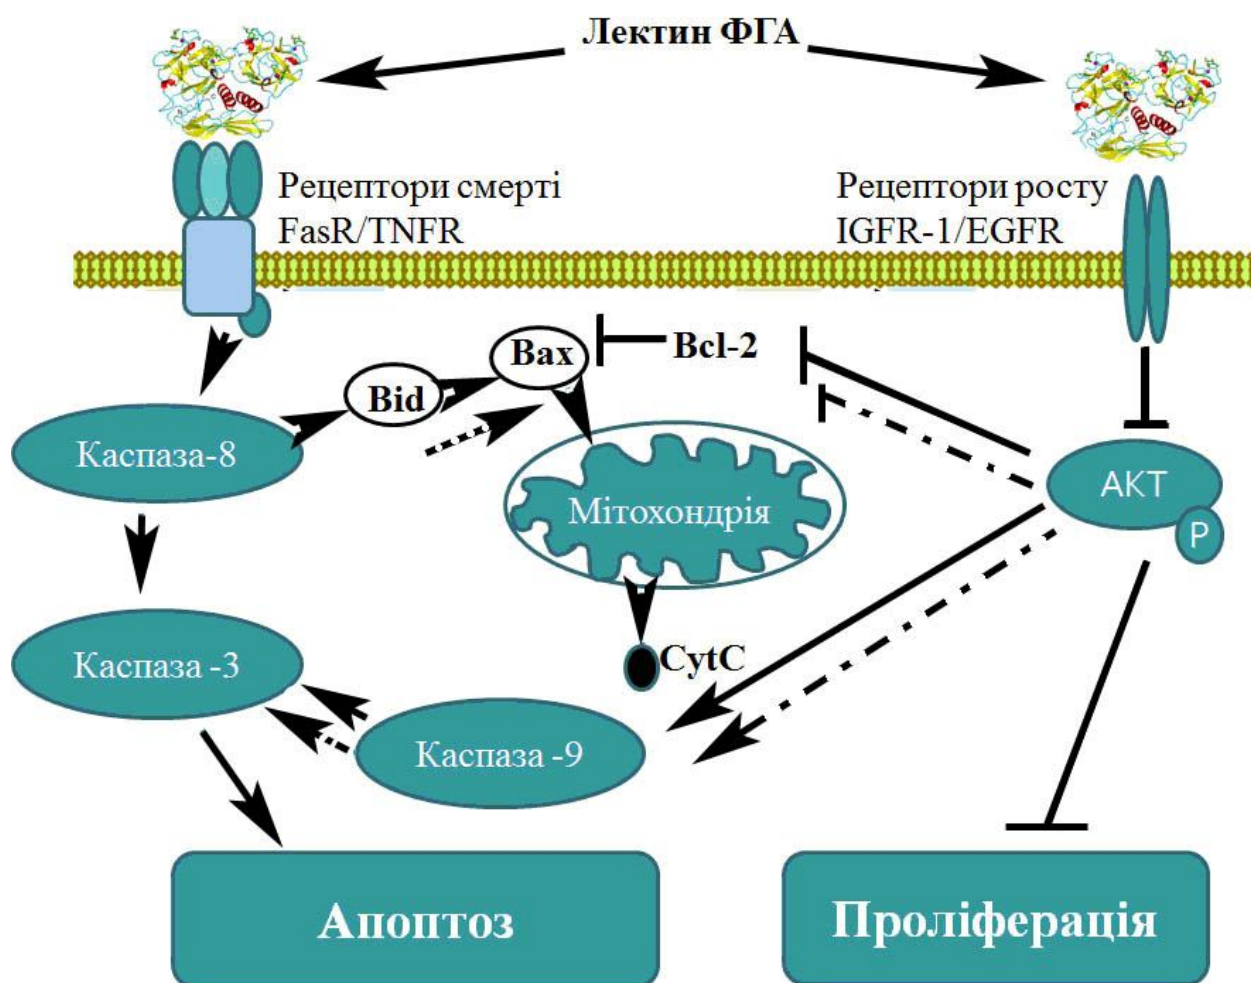 Лектин ФГА
Рецептори смерті
FasR/TNFR
Рецептори росту
IGFR-1/EGFR
Bax
Bcl-2
Bid
Каспаза-8
Мітохондрія
АКТ
P
Каспаза -3
CytC
Каспаза -9
Апоптоз
Проліферація